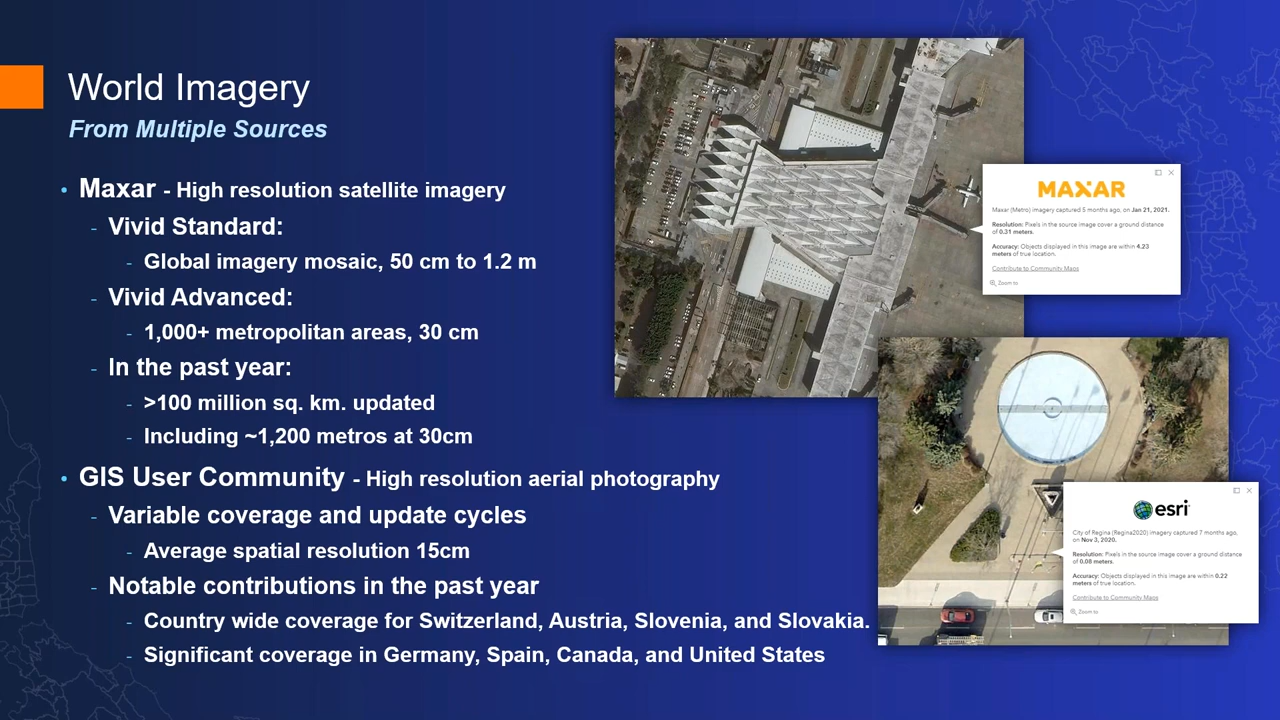 World Imagery
From Multiple Sources
• Maxar - High resolution satellite imagery
- Vivid Standard:
- Global imagery mosaic, 50 cm to 1.2 m
- Vivid Advanced:
- 1,000+ metropolitan areas, 30 cm
- In the past year:
- >100 million sq. km. updated
- Including ~1,200 metros at 30cm
• GIS User Community - High resolution aerial photography
- Variable coverage and update cycles
- Average spatial resolution 15cm
- Notable contributions in the past year
- Country wide coverage for Switzerland, Austria, Slovenia, and Slovakia.
- Significant coverage in Germany, Spain, Canada, and United States
MAXAR
Maxar (Metro) imagery captured 5 months ago, on Jan 21, 2021.
Resolution: Pixels in the source image cover a ground distance
of 0.31 meters.
Accuracy: Objects displayed in this image are within 4.23
meters of true location.
Contribute to Community Maps
Zoom to
esri
City of Regina (Regina2020) imagery captured 7 months ago,
on Nov 3, 2020.
Resolution: Pixels in the source image cover a ground distance
of 0.08 meters.
Accuracy: Objects displayed in this image are within 0.22
meters of true location.
Contribute to Community Maps
Zoom to